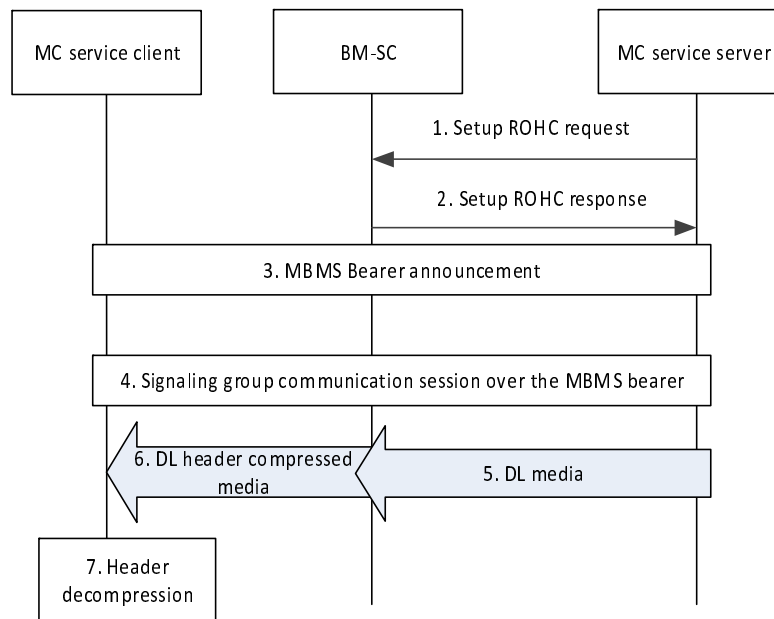 MC service client
BM-SC
MC service server
1. Setup ROHC request
2. Setup ROHC response
3. MBMS Bearer announcement
4. Signaling group communication session over the MBMS bearer
6. DL header compressed
media
5. DL media
7. Header
decompression